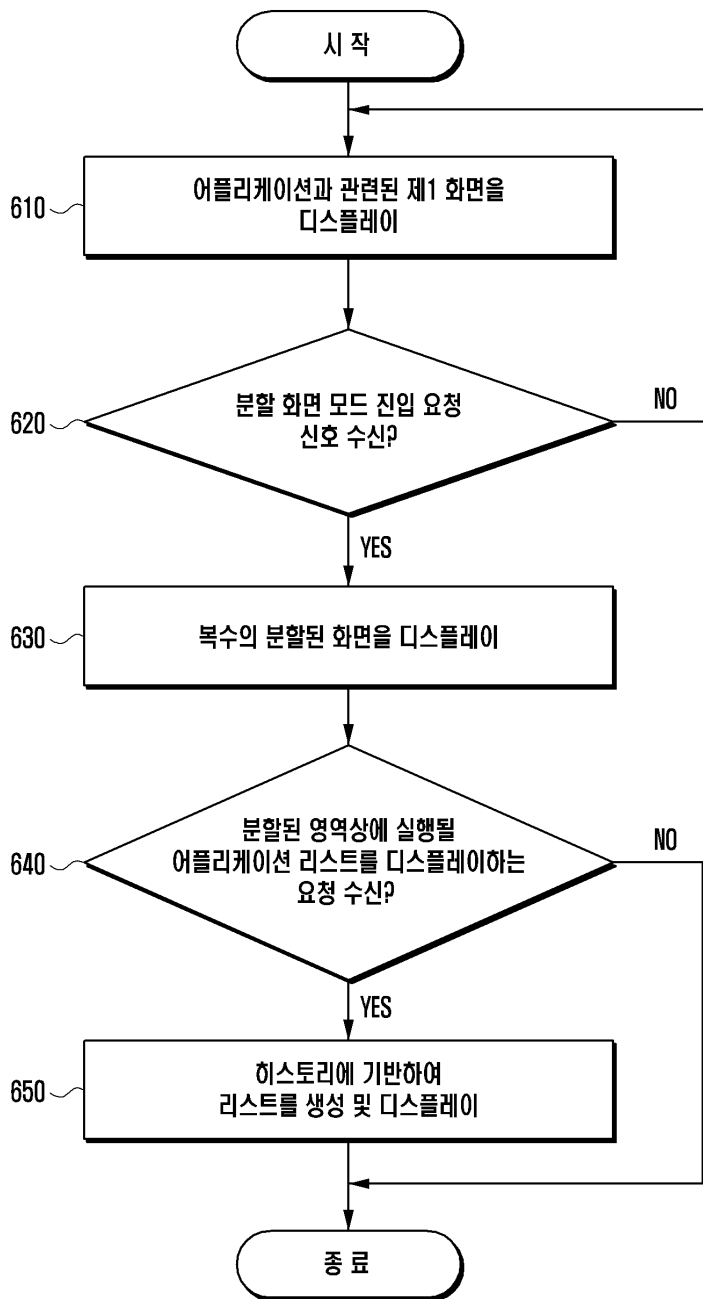 시 작
610
어플리케이션과 관련된 제1 화면을
디스플레이
620
분할 화면 모드 진입 요청
신호 수신?
NO
YES
630
복수의 분할된 화면을 디스플레이
640
분할된 영역상에 실행될
어플리케이션 리스트를 디스플레이하는
요청 수신?
NO
YES
650
히스토리에 기반하여
리스트를 생성 및 디스플레이
종 료